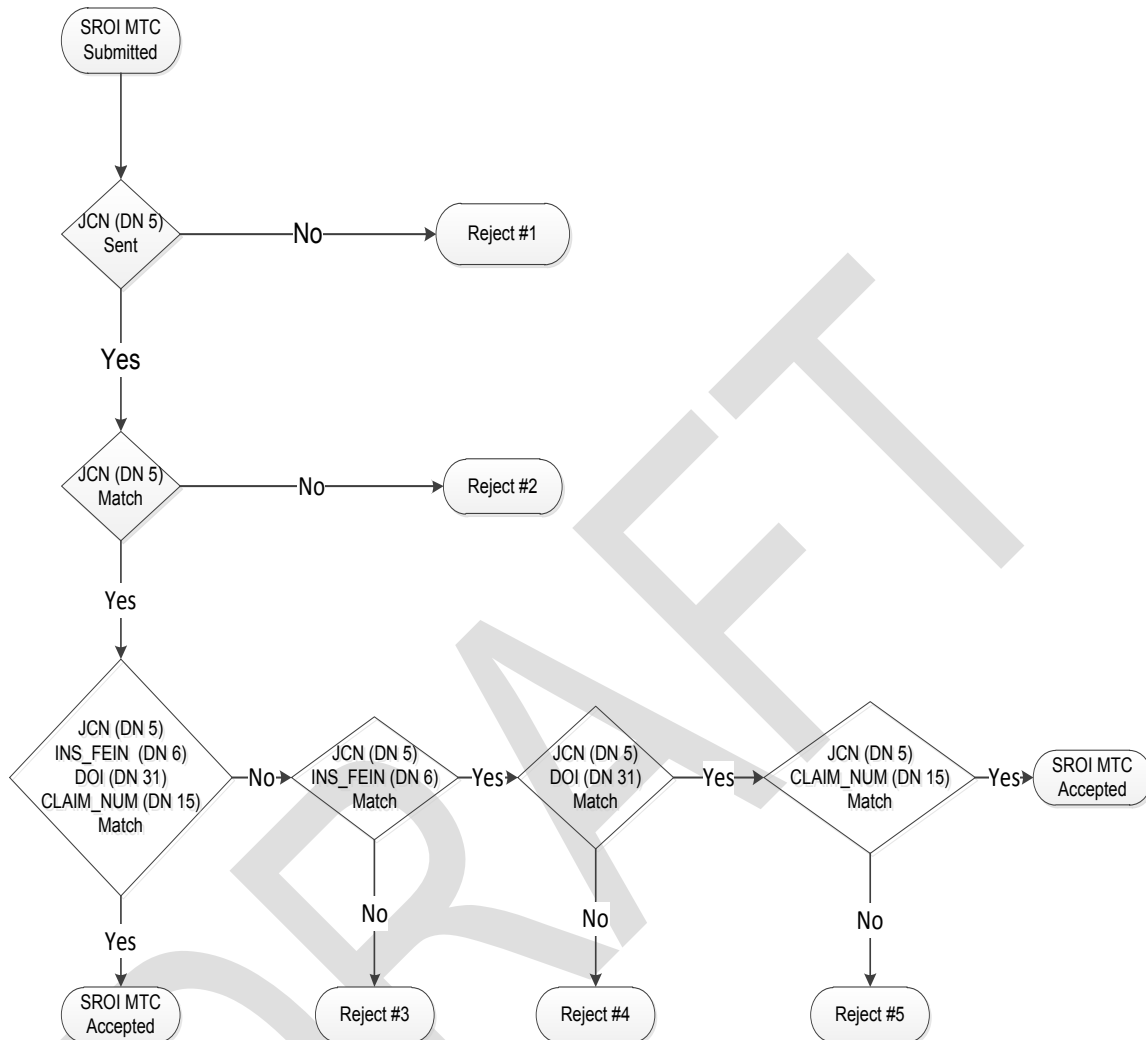 SROI MTC
Submitted
JCN (DN 5)
Sent
No
Reject #1
Yes
JCN (DN 5)
Match
No
Reject #2
Yes
JCN (DN 5)
INS_FEIN (DN 6)
DOI (DN 31)
CLAIM_NUM (DN 15)
Match
No
JCN (DN 5)
INS_FEIN (DN 6)
Match
Yes
JCN (DN 5)
DOI (DN 31)
Match
Yes
JCN (DN 5)
CLAIM_NUM (DN 15)
Match
Yes
SROI MTC
Accepted
Yes
No
No
No
SROI MTC
Accepted
Reject #3
Reject #4
Reject #5
DRAFT